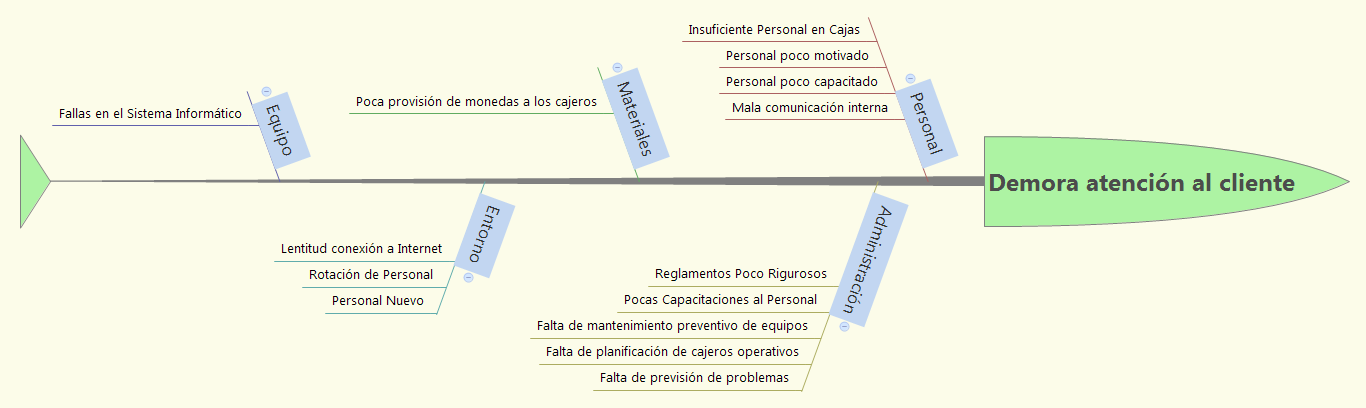 Insuficiente Personal en Cajas
Personal poco motivado
Personal poco capacitado
Mala comunicación interna
Personal
Poca provisión de monedas a los cajeros
Materiales
Fallas en el Sistema Informático
Equipo
Demora atención al cliente
Entorno
Lentitud conexión a Internet
Rotación de Personal
Personal Nuevo
Administración
Reglamentos Poco Rigurosos
Pocas Capacitaciones al Personal
Falta de mantenimiento preventivo de equipos
Falta de planificación de cajeros operativos
Falta de previsión de problemas